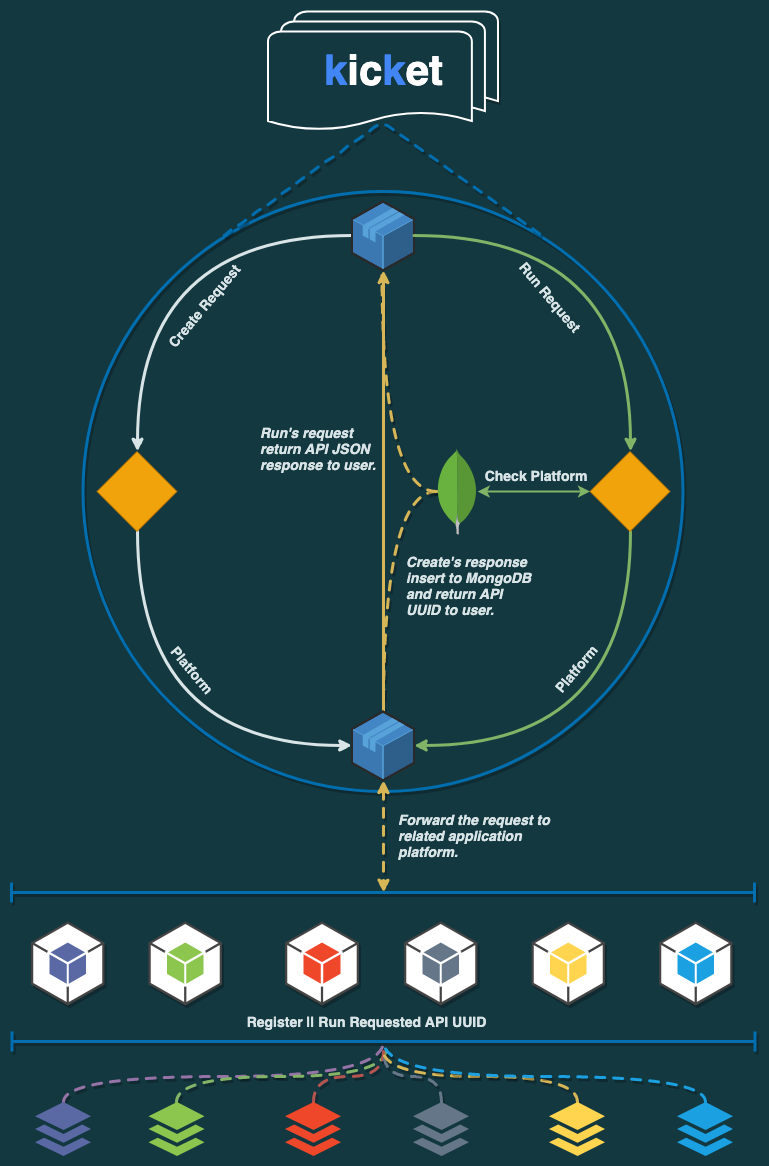 kicket
Create Request
Run Request
Run's request
return API JSON
response to user.
Check Platform
Create's response
insert to MongoDB
and return API
UUID to user.
Platform
Platform
Forward the request to
related application
platform.
Register || Run Requested API UUID